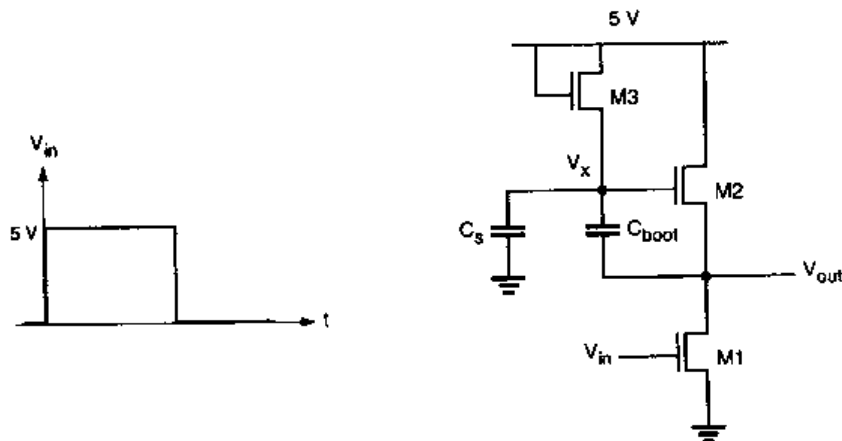 V_in
5 V
t
5 V
M3
V_x
M2
C_s
C_boot
V_out
V_in
M1